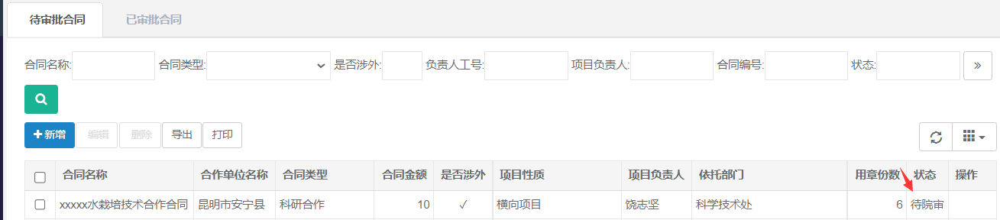 待审批合同 已审批合同
合同名称: 合同类型: 是否涉外: 负责人工号: 项目负责人: 合同编号: 状态: »
+新增 编辑 删除 导出 打印
合同名称 合作单位名称 合同类型 合同金额 是否涉外 项目性质 项目负责人 依托部门 用章份数 状态 操作
xxxxx水栽培技术合作合同 昆明市安宁县 科研合作 10 ✓ 横向项目 饶志坚 科学技术处 6 待院审